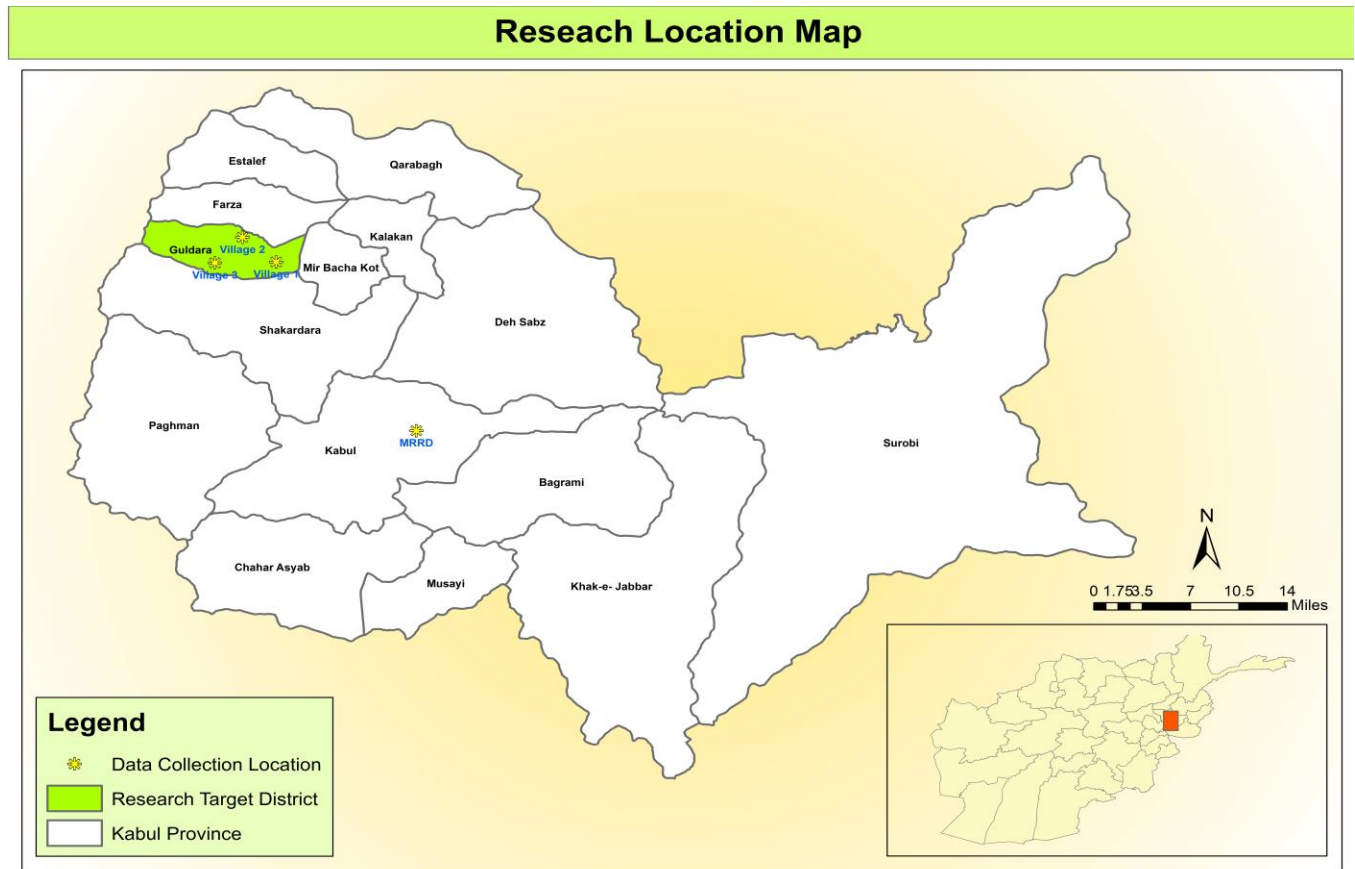 Reseach Location Map
Estalef
Qarabagh
Farza
Kalakan
Guldara
Village 2
Mir Bacha Kot
Village 3
Village 1
Shakardara
Deh Sabz
Paghman
Kabul
MRRD
Surobi
Bagrami
Chahar Asyab
Musayi
Khak-e- Jabbar
N
0 1.75 3.5 7 10.5 14
Miles
Legend
Data Collection Location
Research Target District
Kabul Province